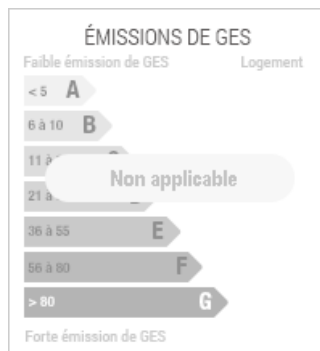 ÉMISSIONS DE GES
Faible émission de GES Logement
< 5 A
6 à 10 B
11 à
Non applicable
21 à
36 à 55 E
56 à 80 F
> 80 G
Forte émission de GES